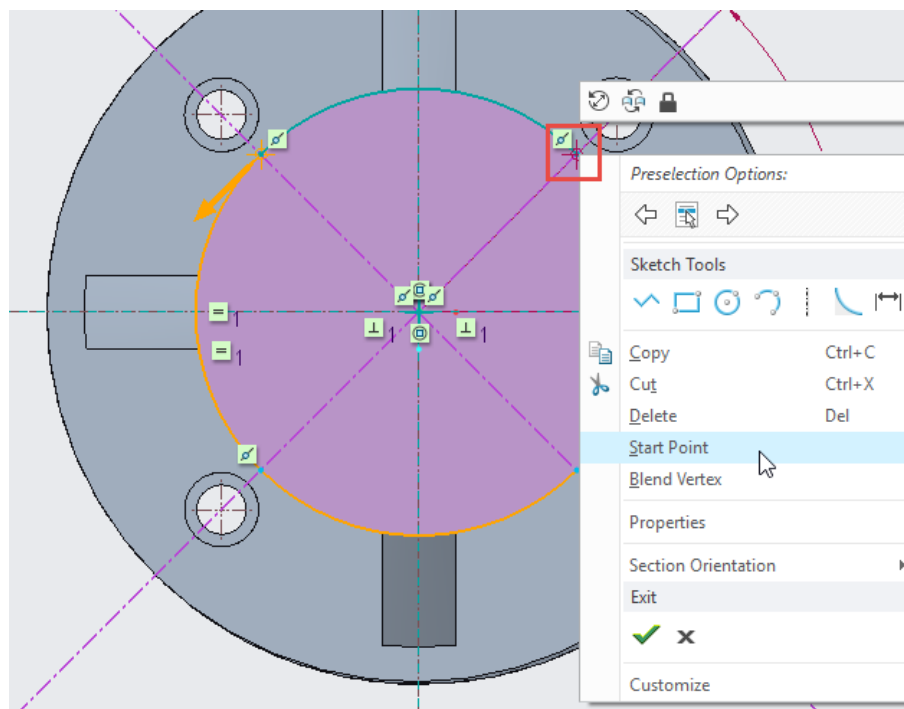 Preselection Options:
Sketch Tools
1
1
1
1
Copy Ctrl+C
Cut Ctrl+X
Delete Del
Start Point
Blend Vertex
Properties
Section Orientation
Exit
Customize